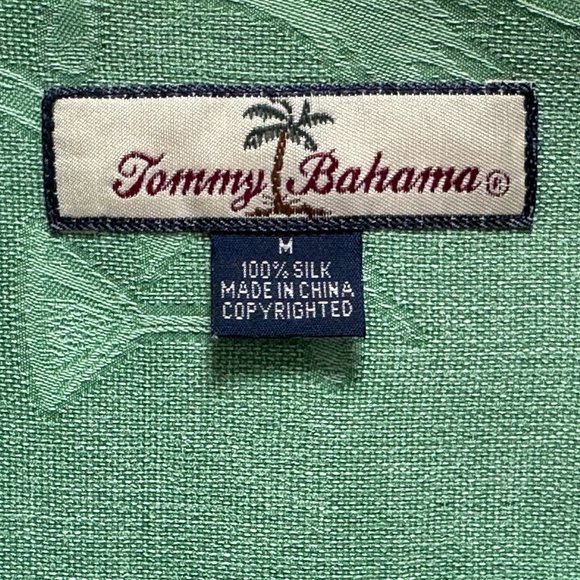 Tommy Bahama®
M
100% SILK
MADE IN CHINA
COPYRIGHTED